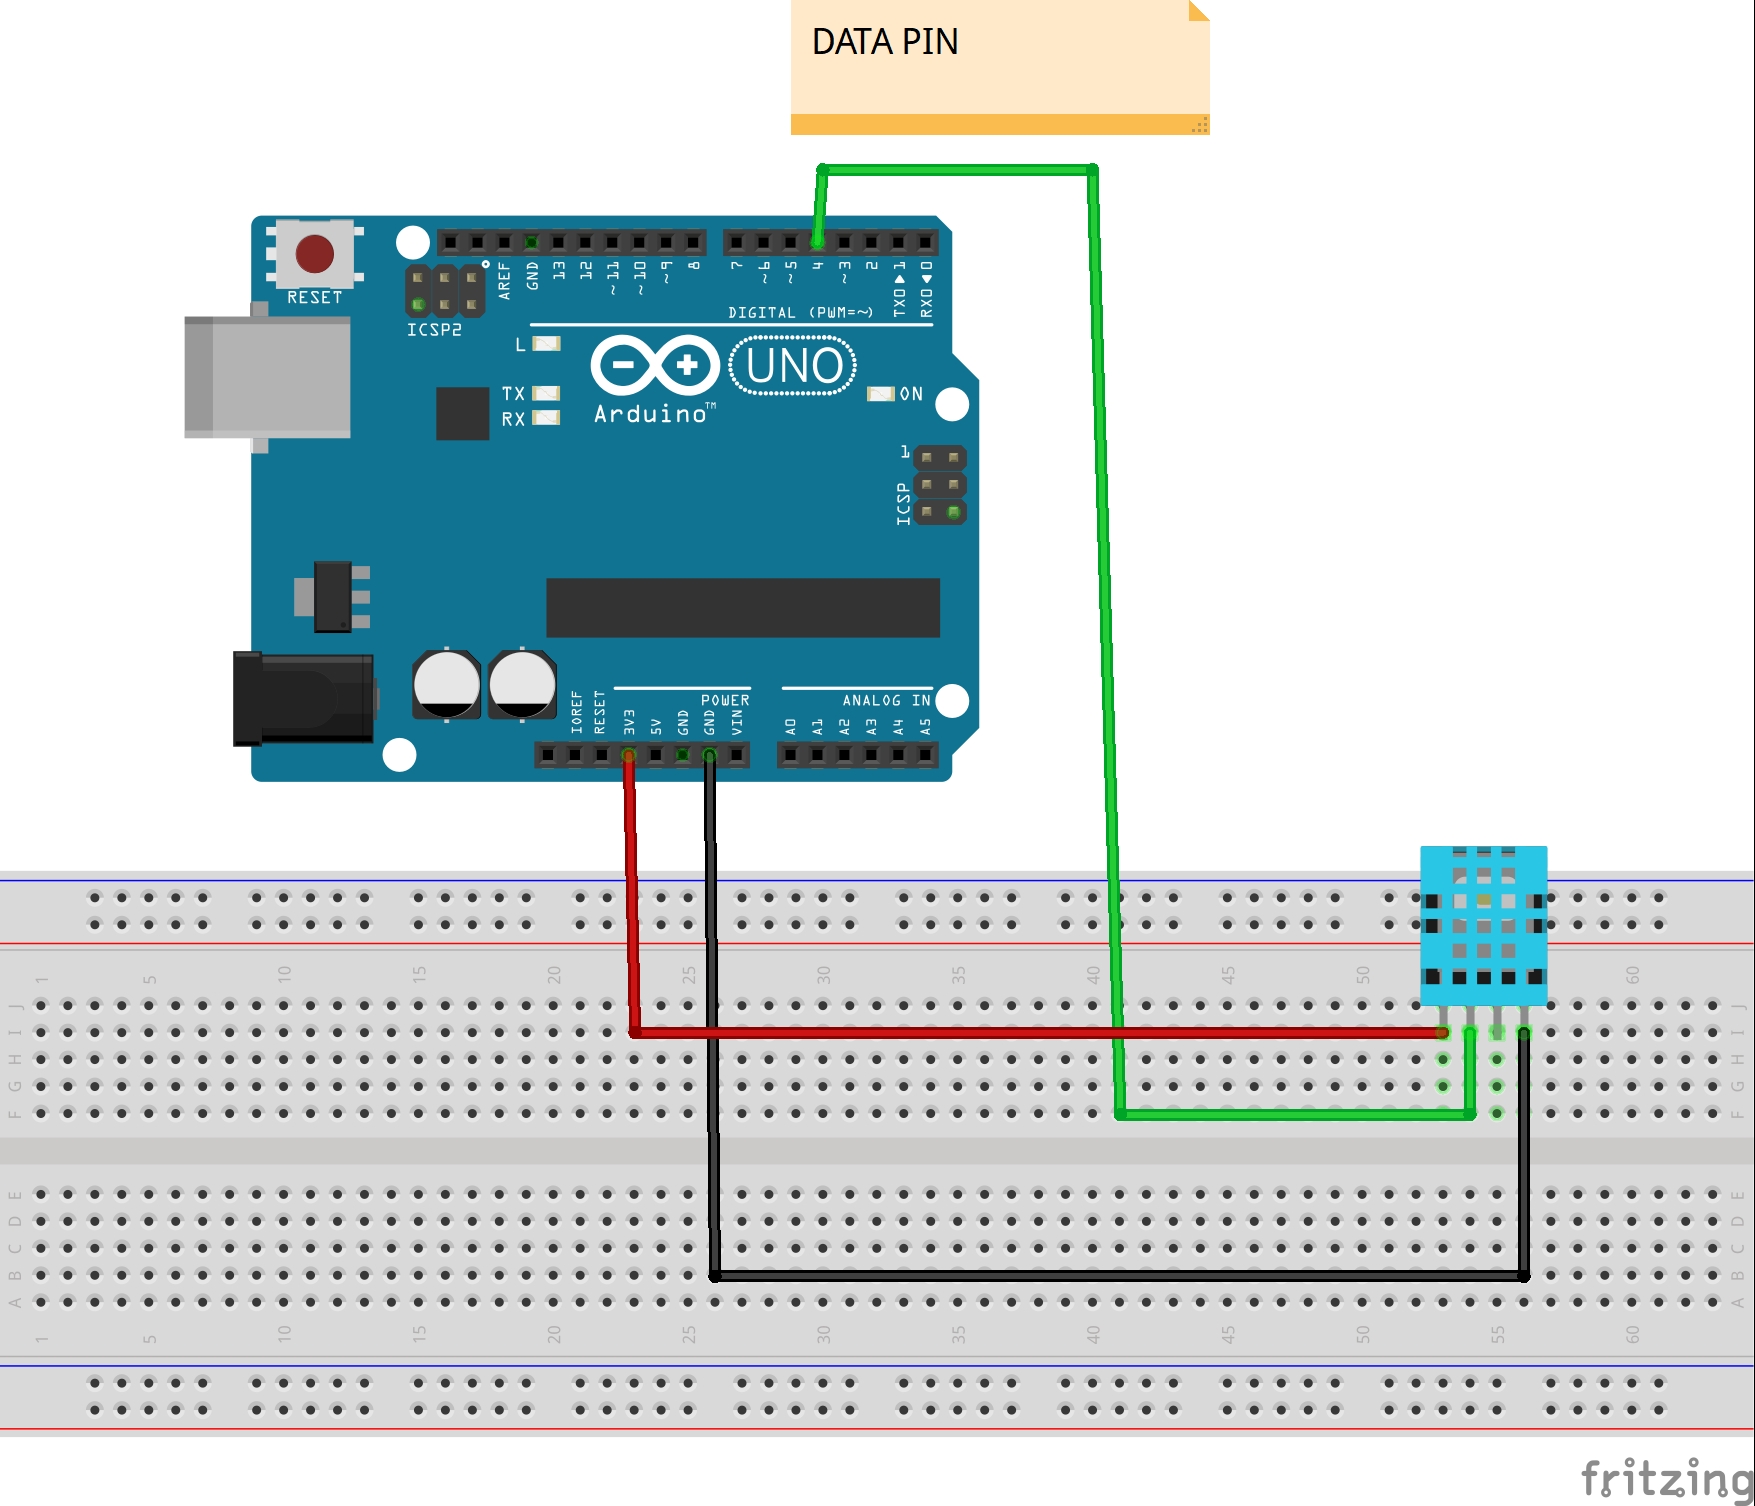 DATA PIN
RESET
ICSP2
AREF
GND
13
12
~11
~10
~9
8
7
~6
~5
4
~3
2
TX0▶1
RX0◀0
DIGITAL (PWM=~)
L
TX
RX
Arduino™
UNO
ON
1
ICSP
IOREF
RESET
3V3
5V
GND
GND
VIN
POWER
A0
A1
A2
A3
A4
A5
ANALOG IN
1 5 10 15 20 25 30 35 40 45 50 60
J J
I I
H H
G G
F F
E E
D D
C C
B B
A A
1 5 10 15 20 25 30 35 40 45 50 55 60
fritzing